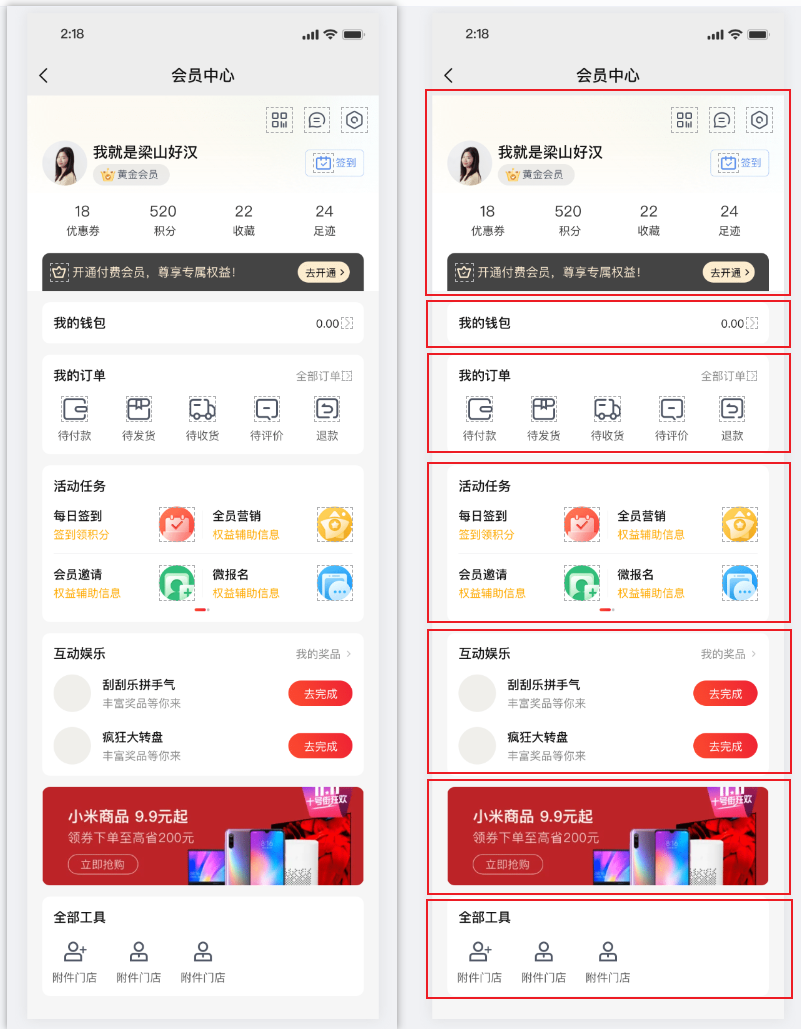 2:18
会员中心
我就是梁山好汉
黄金会员
签到
18 520 22 24
优惠券 积分 收藏 足迹
开通付费会员，尊享专属权益！ 去开通
我的钱包 0.00
我的订单 全部订单
待付款 待发货 待收货 待评价 退款
活动任务
每日签到 全员营销
签到领积分 权益辅助信息
会员邀请 微报名
权益辅助信息 权益辅助信息
互动娱乐 我的奖品
刮刮乐拼手气
丰富奖品等你来
去完成
疯狂大转盘
丰富奖品等你来
去完成
小米商品 9.9元起
领券下单至高省200元
立即抢购
全部工具
附件门店 附件门店 附件门店
2:18
会员中心
我就是梁山好汉
黄金会员
签到
18 520 22 24
优惠券 积分 收藏 足迹
开通付费会员，尊享专属权益！ 去开通
我的钱包 0.00
我的订单 全部订单
待付款 待发货 待收货 待评价 退款
活动任务
每日签到 全员营销
签到领积分 权益辅助信息
会员邀请 微报名
权益辅助信息 权益辅助信息
互动娱乐 我的奖品
刮刮乐拼手气
丰富奖品等你来
去完成
疯狂大转盘
丰富奖品等你来
去完成
小米商品 9.9元起
领券下单至高省200元
立即抢购
全部工具
附件门店 附件门店 附件门店